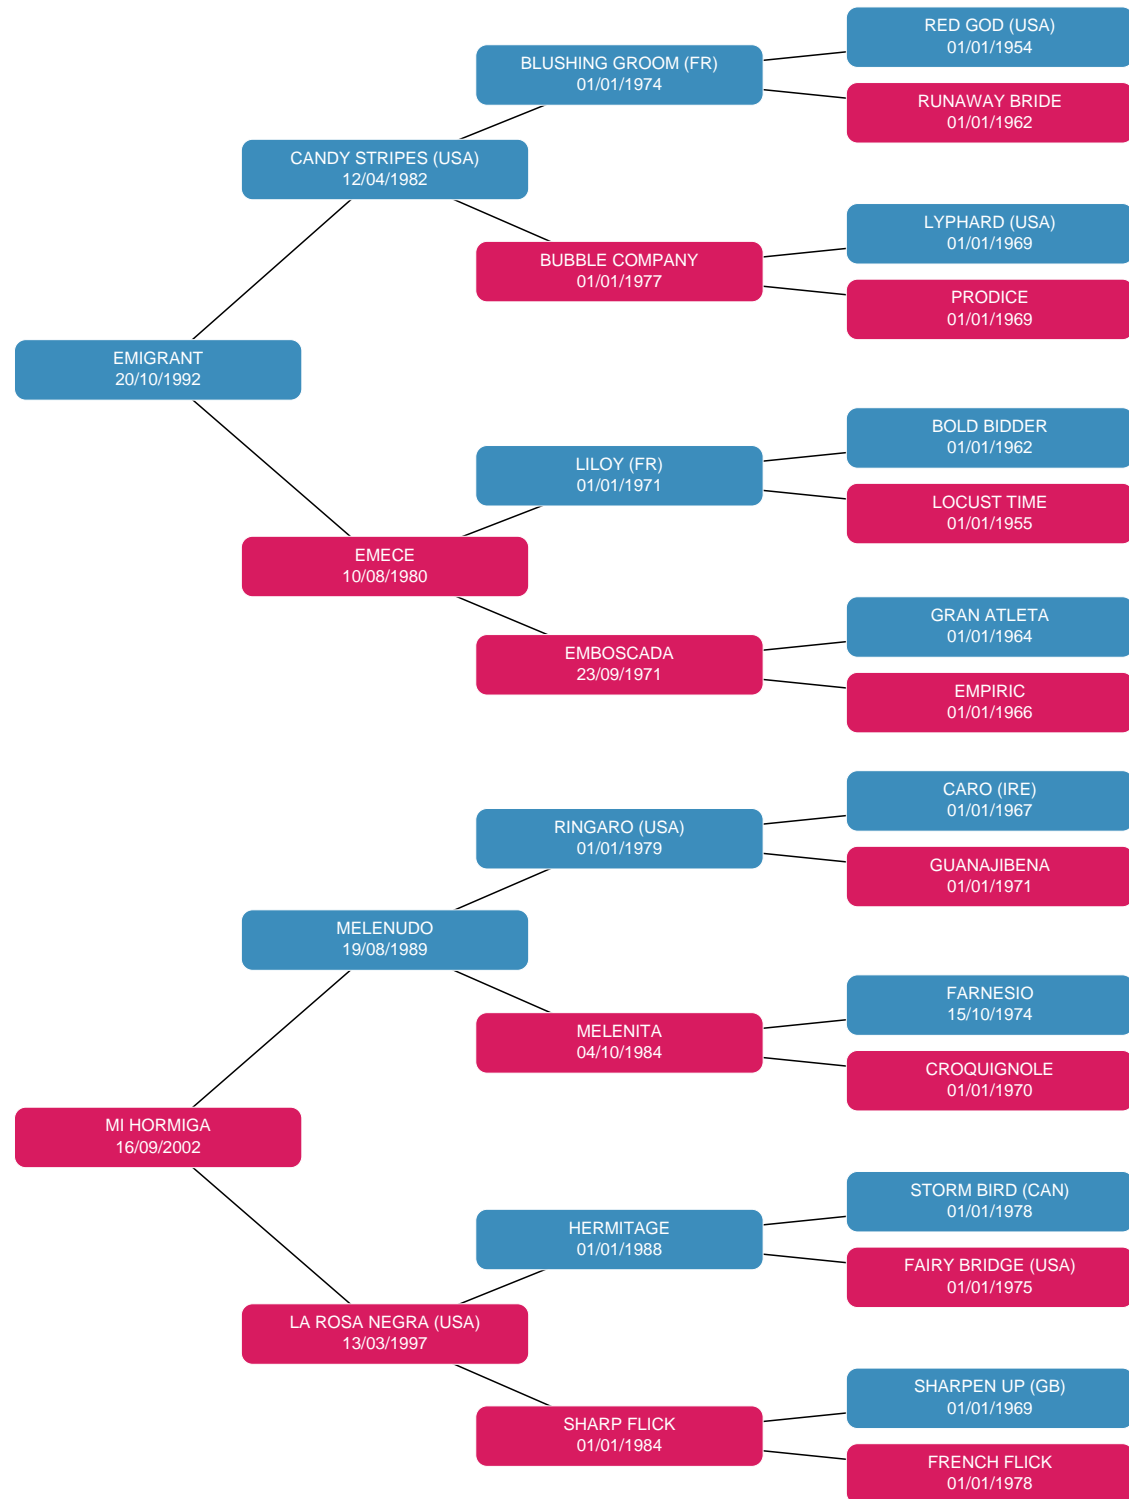 RED GOD (USA)
01/01/1954
BLUSHING GROOM (FR)
01/01/1974
RUNAWAY BRIDE
01/01/1962
CANDY STRIPES (USA)
12/04/1982
LYPHARD (USA)
01/01/1969
BUBBLE COMPANY
01/01/1977
PRODICE
01/01/1969
EMIGRANT
20/10/1992
BOLD BIDDER
01/01/1962
LILOY (FR)
01/01/1971
LOCUST TIME
01/01/1955
EMECE
10/08/1980
GRAN ATLETA
01/01/1964
EMBOSCADA
23/09/1971
EMPIRIC
01/01/1966
CARO (IRE)
01/01/1967
RINGARO (USA)
01/01/1979
GUANAJIBENA
01/01/1971
MELENUDO
19/08/1989
FARNESIO
15/10/1974
MELENITA
04/10/1984
CROQUIGNOLE
01/01/1970
MI HORMIGA
16/09/2002
STORM BIRD (CAN)
01/01/1978
HERMITAGE
01/01/1988
FAIRY BRIDGE (USA)
01/01/1975
LA ROSA NEGRA (USA)
13/03/1997
SHARPEN UP (GB)
01/01/1969
SHARP FLICK
01/01/1984
FRENCH FLICK
01/01/1978